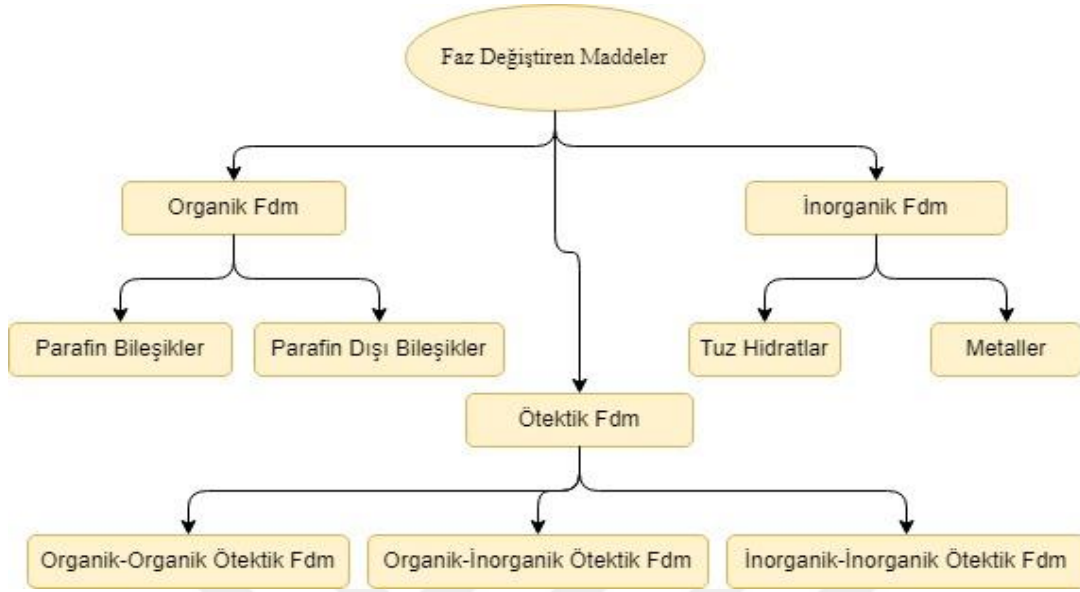 Faz Değiştiren Maddeler
Organik Fdm
İnorganik Fdm
Parafin Bileşikler
Parafin Dışı Bileşikler
Tuz Hidratlar
Metaller
Ötektik Fdm
Organik-Organik Ötektik Fdm
Organik-İnorganik Ötektik Fdm
İnorganik-İnorganik Ötektik Fdm